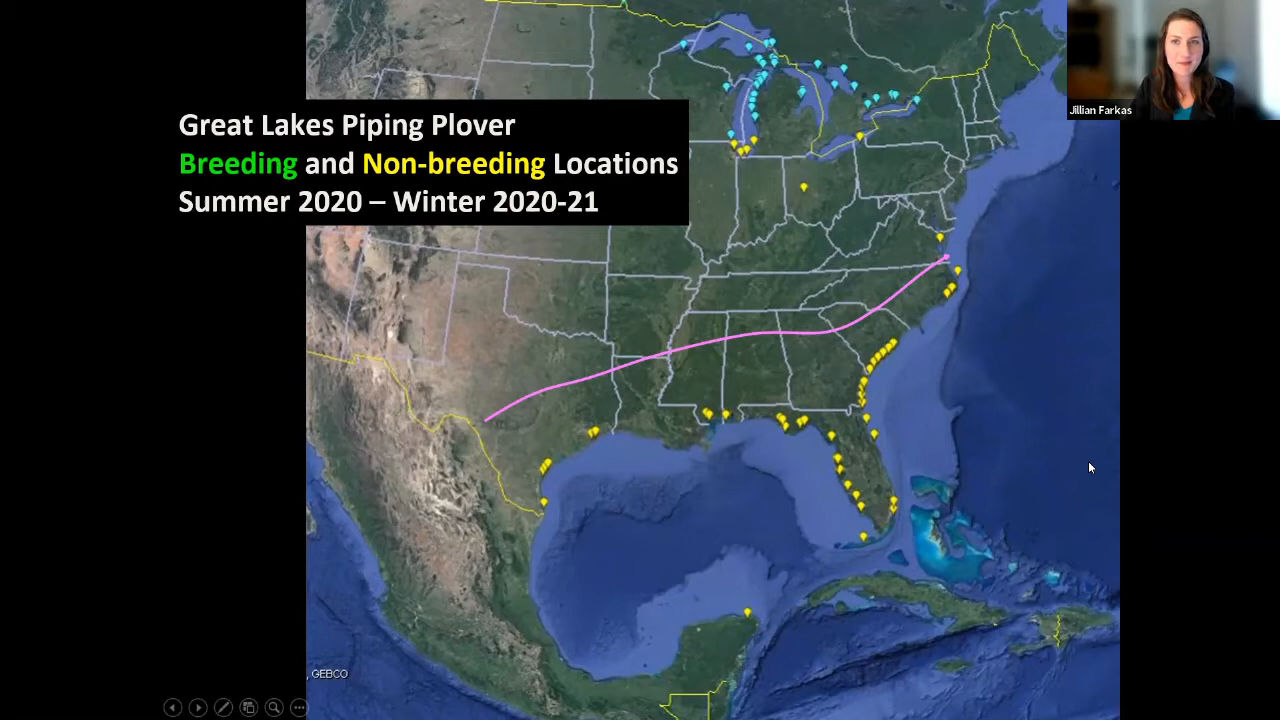 Jillian Farkas
Great Lakes Piping Plover
Breeding and Non-breeding Locations
Summer 2020 – Winter 2020-21
, GEBCO